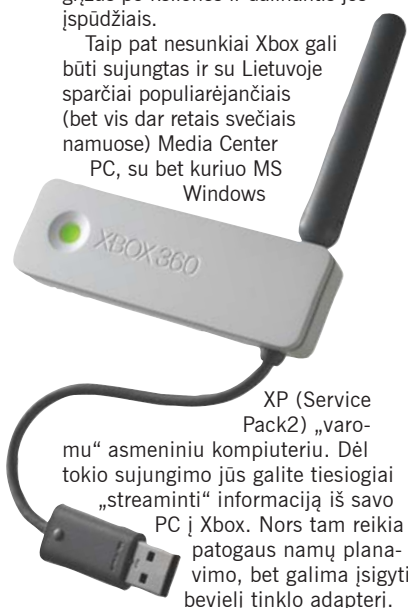 įspūdžiais.
Taip pat nesunkiai Xbox gali
būti sujungtas ir su Lietuvoje
sparčiai populiarėjančiais
(bet vis dar retais svečiais
namuose) Media Center
PC, su bet kuriuo MS
Windows
XBOX 360
XP (Service
Pack2) „varo-
mu“ asmeniniu kompiuteriu. Dėl
tokio sujungimo jūs galite tiesiogiai
„streaminti“ informaciją iš savo
PC į Xbox. Nors tam reikia
patogaus namų plana-
vimo, bet galima įsigyti
bevielį tinklo adapterį.